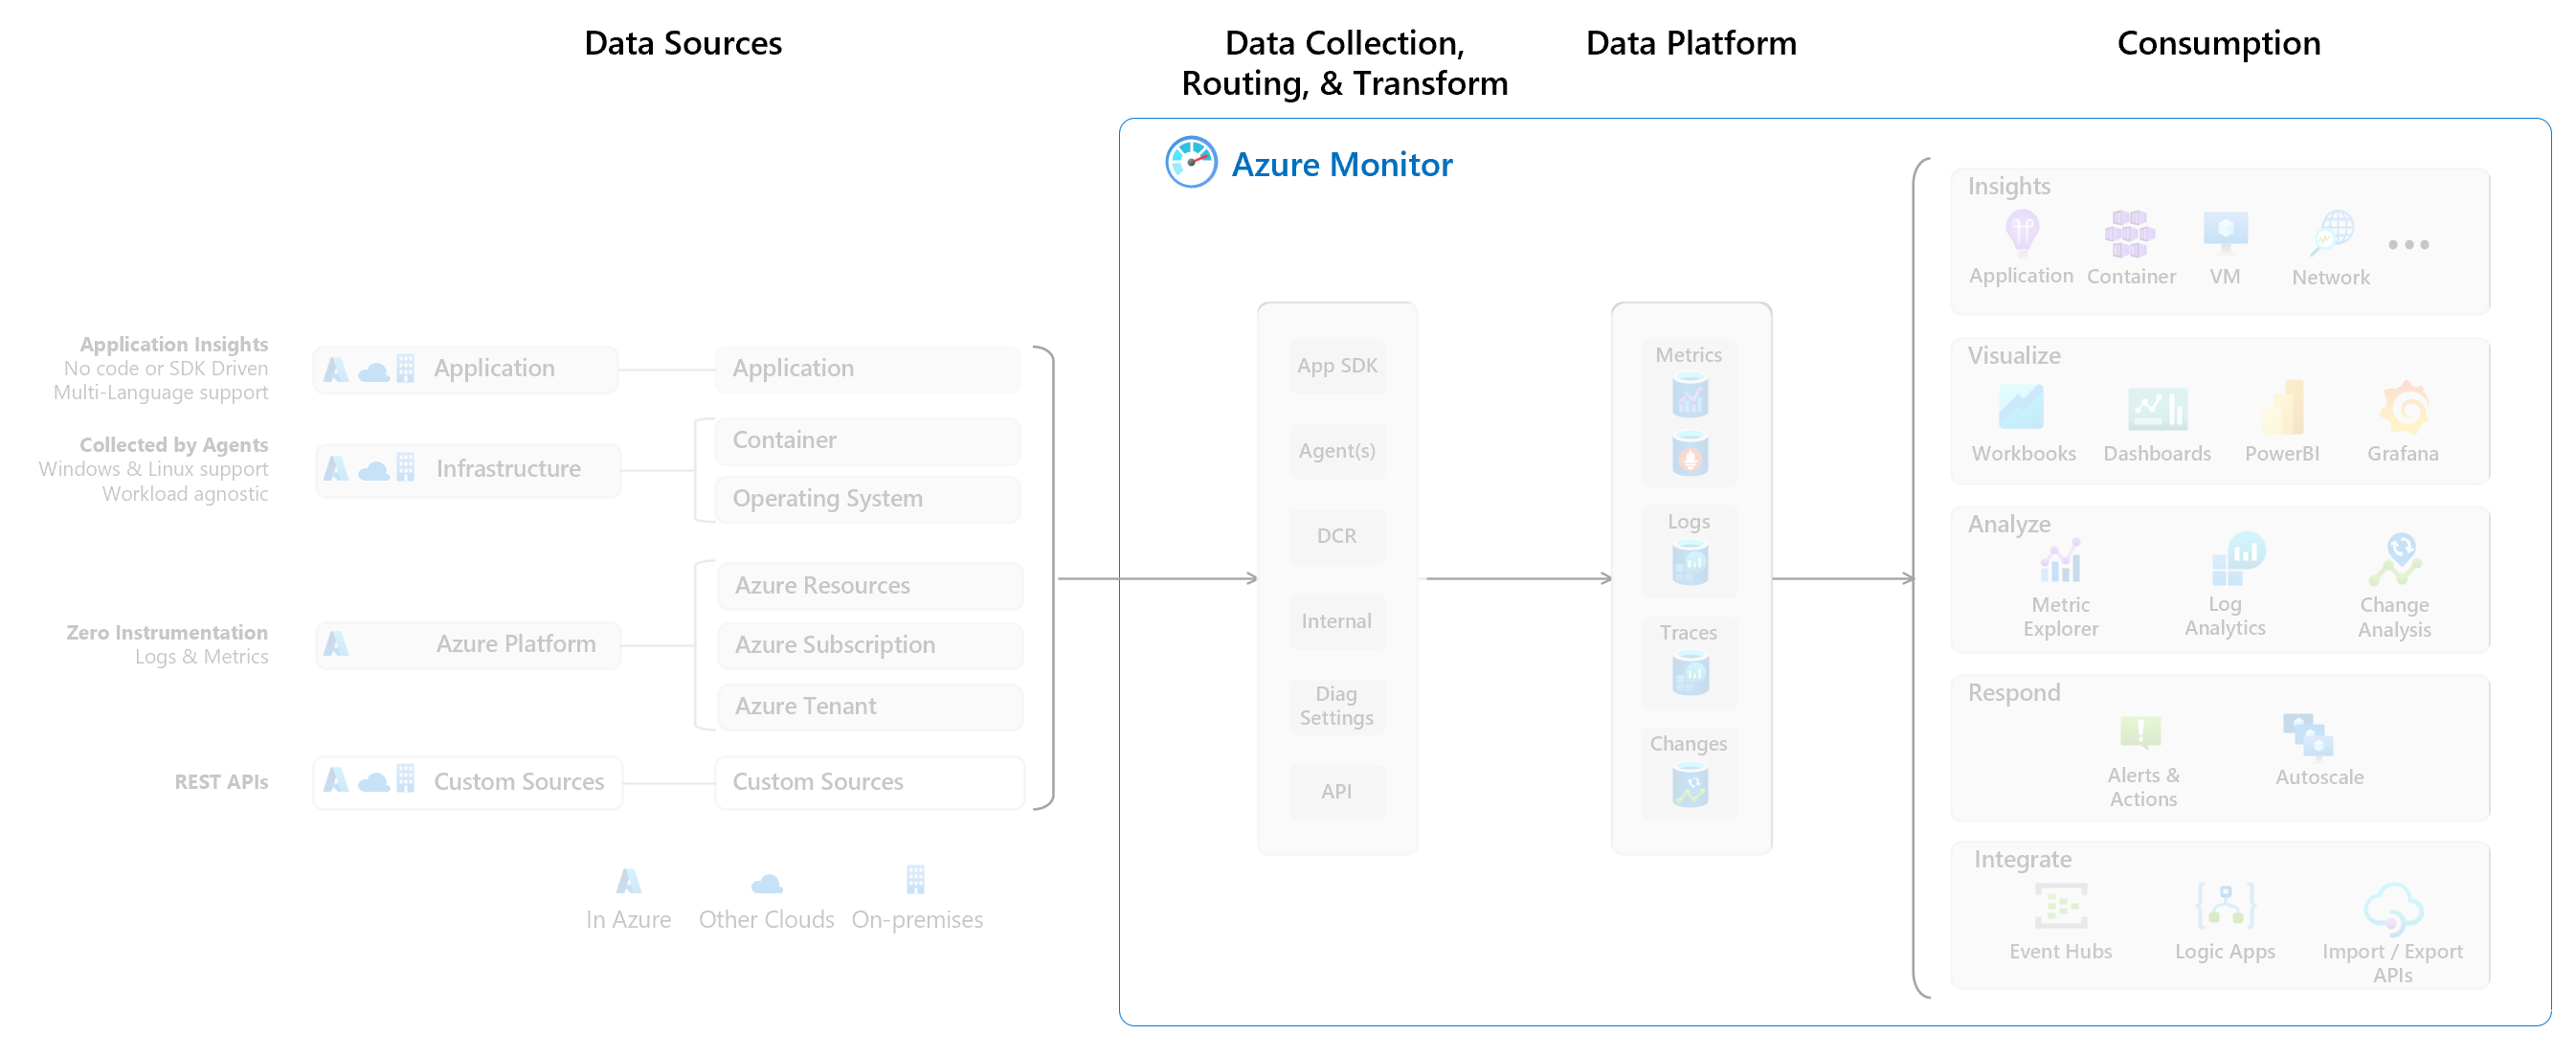 Data Sources
Data Collection,
Routing, & Transform
Data Platform
Consumption
Azure Monitor
Application Insights
No code or SDK Driven
Multi-Language support
Application
Application
Collected by Agents
Windows & Linux support
Workload agnostic
Infrastructure
Container
Operating System
Zero Instrumentation
Logs & Metrics
Azure Platform
Azure Resources
Azure Subscription
Azure Tenant
REST APIs
Custom Sources
Custom Sources
In Azure
Other Clouds
On-premises
App SDK
Agent(s)
DCR
Internal
Diag
Settings
API
Metrics
Logs
Traces
Changes
Insights
Application
Container
VM
Network
Visualize
Workbooks
Dashboards
PowerBI
Grafana
Analyze
Metric
Explorer
Log
Analytics
Change
Analysis
Respond
Alerts &
Actions
Autoscale
Integrate
Event Hubs
Logic Apps
Import / Export
APIs